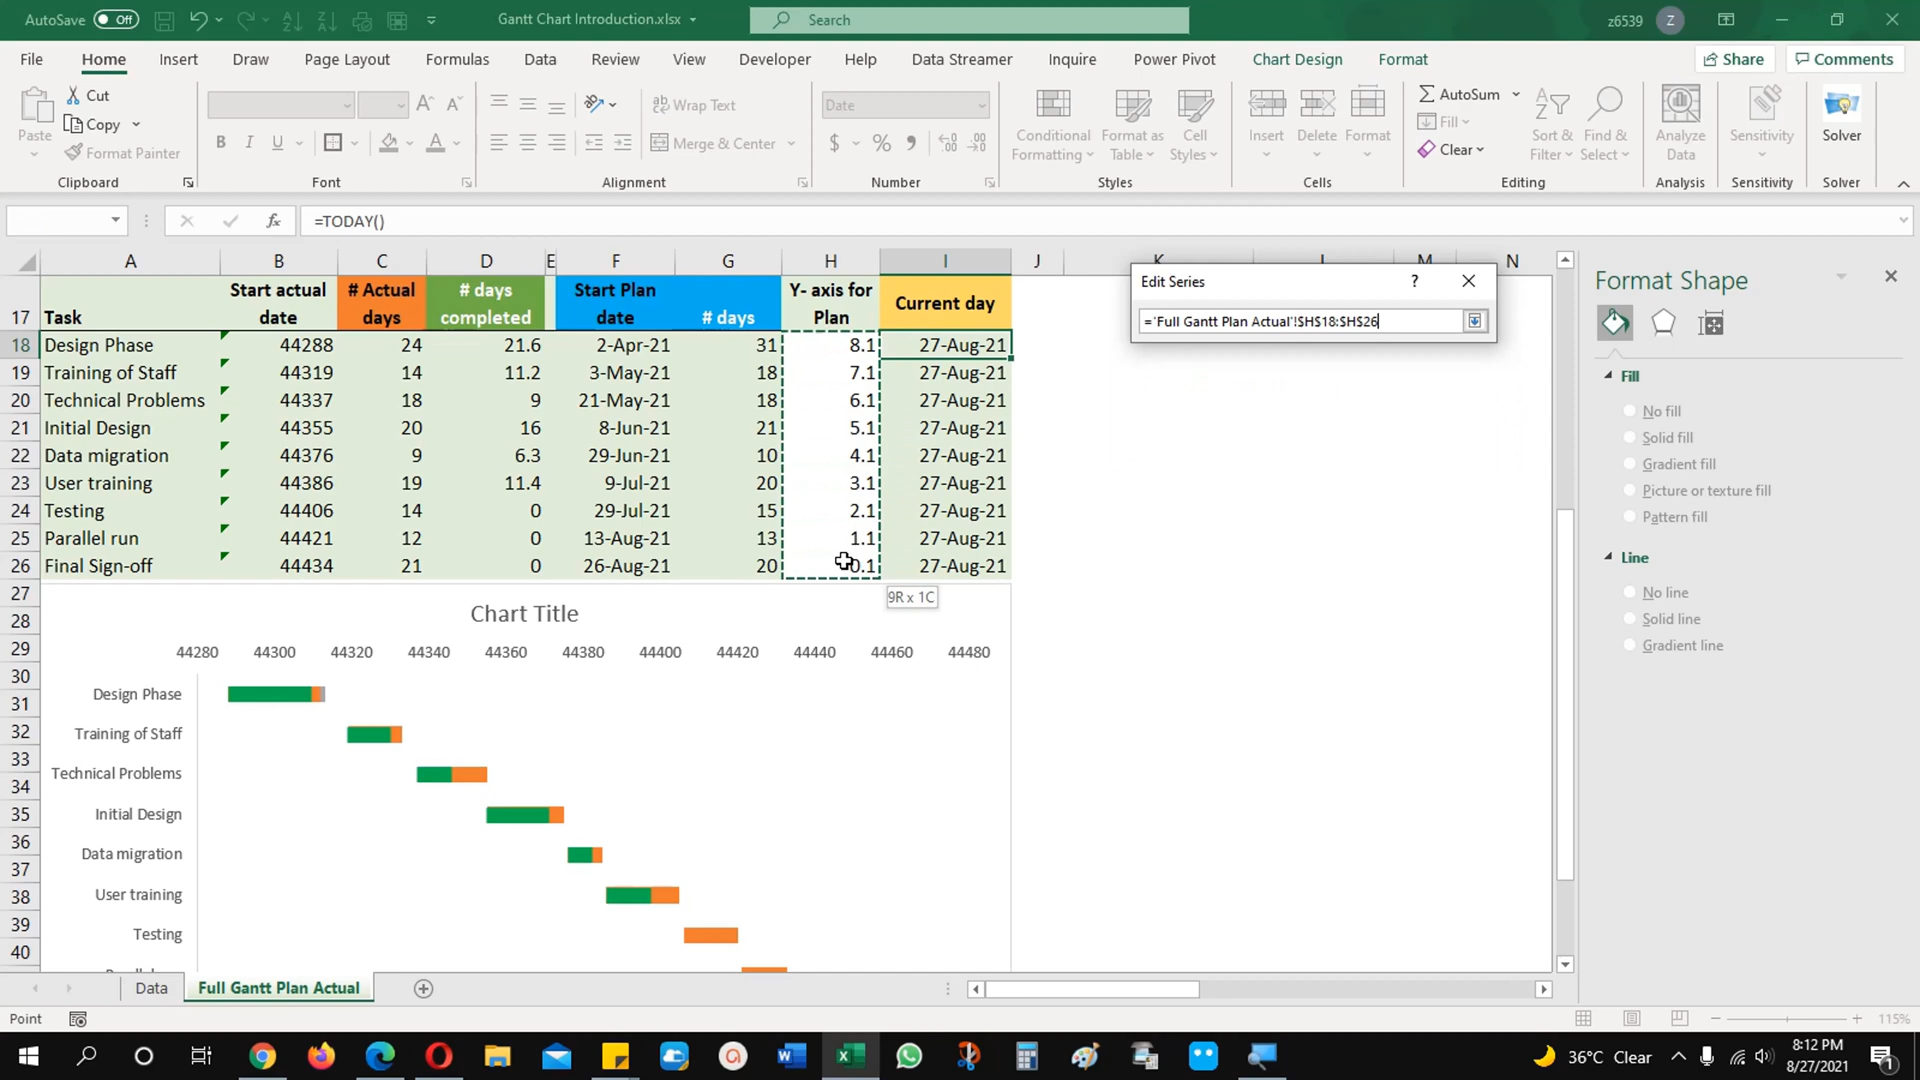 AutoSave Off Gantt Chart Introduction.xlsx Search z6539 Z
File Home Insert Draw Page Layout Formulas Data Review View Developer Help Data Streamer Inquire Power Pivot Chart Design Format Share Comments
Paste Cut Copy Format Painter
Wrap Text Merge & Center
B I U A A A
Date $ % ,
Conditional Formatting Format as Table Cell Styles Insert Delete Format
AutoSum Fill Clear Sort & Filter Find & Select Analyze Data Sensitivity Solver
Clipboard Font Alignment Number Styles Cells Editing Analysis Sensitivity Solver
fx =TODAY()
A B C D E F G H I J K L M N
17 Task Start actual date # Actual days # days completed Start Plan date # days Y- axis for Plan Current day
18 Design Phase 44288 24 21.6 2-Apr-21 31 8.1 27-Aug-21
19 Training of Staff 44319 14 11.2 3-May-21 18 7.1 27-Aug-21
20 Technical Problems 44337 18 9 21-May-21 18 6.1 27-Aug-21
21 Initial Design 44355 20 16 8-Jun-21 21 5.1 27-Aug-21
22 Data migration 44376 9 6.3 29-Jun-21 10 4.1 27-Aug-21
23 User training 44386 19 11.4 9-Jul-21 20 3.1 27-Aug-21
24 Testing 44406 14 0 29-Jul-21 15 2.1 27-Aug-21
25 Parallel run 44421 12 0 13-Aug-21 13 1.1 27-Aug-21
26 Final Sign-off 44434 21 0 26-Aug-21 20 0.1 27-Aug-21
9R x 1C
27
28
29
30
31
32
33
34
35
36
37
38
39
40
Chart Title
44280 44300 44320 44340 44360 44380 44400 44420 44440 44460 44480
Design Phase
Training of Staff
Technical Problems
Initial Design
Data migration
User training
Testing
Edit Series ?
='Full Gantt Plan Actual'!$H$18:$H$26
Format Shape
Fill
No fill
Solid fill
Gradient fill
Picture or texture fill
Pattern fill
Line
No line
Solid line
Gradient line
Data Full Gantt Plan Actual
Point 115%
36°C Clear 8:12 PM
8/27/2021
1